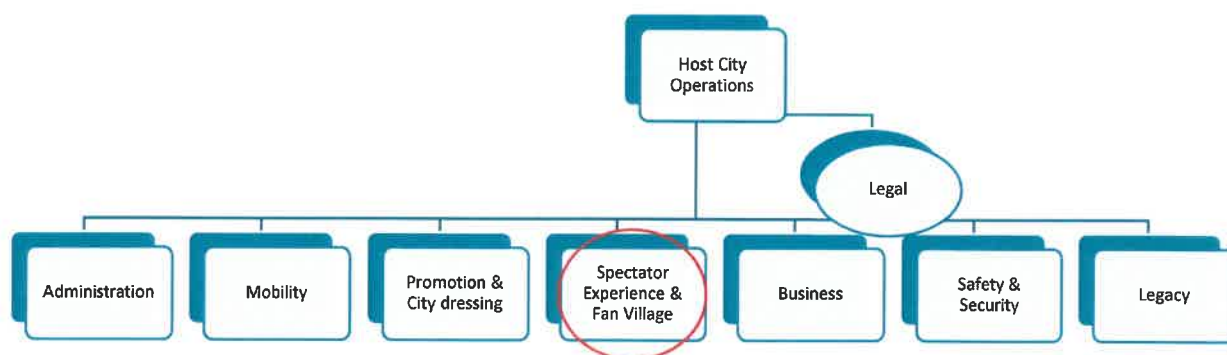 Host City
Operations
Legal
Administration
Mobility
Promotion &
City dressing
Spectator
Experience &
Fan Village
Business
Safety &
Security
Legacy